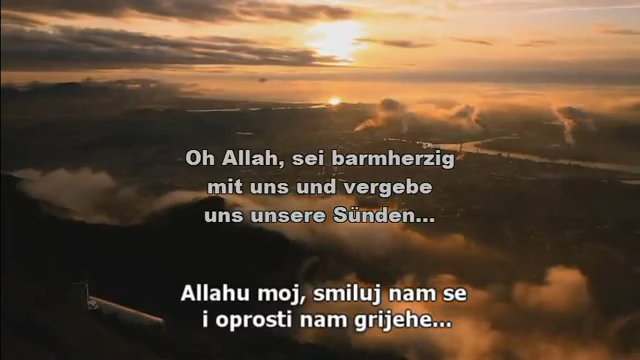 Oh Allah, sei barmherzig
mit uns und vergebe
uns unsere Sünden...
Allahu moj, smiluj nam se
i oprosti nam grijehe...